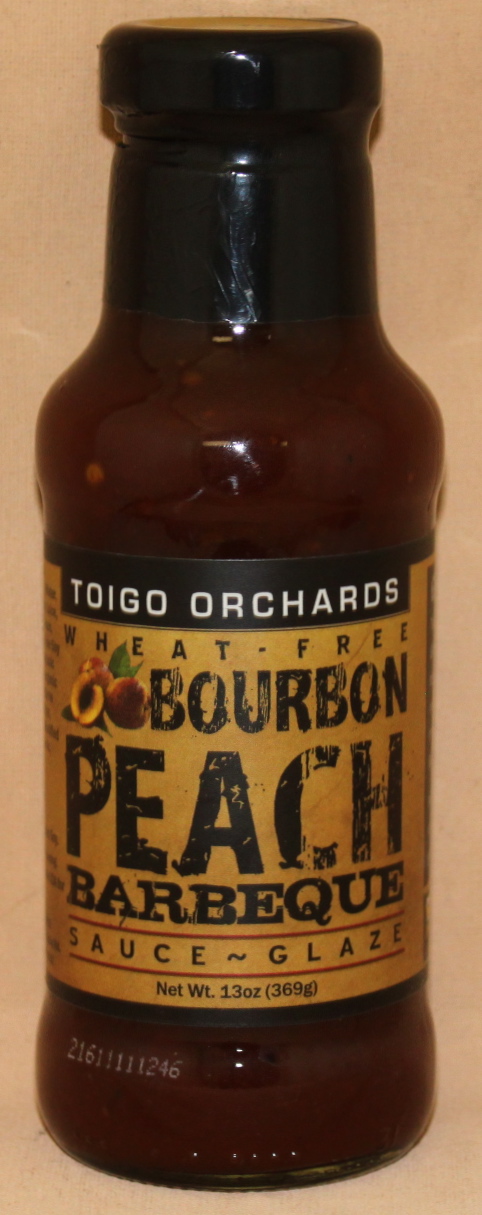 TOIGO ORCHARDS
WHEAT-FREE
BOURBON
PEACH
BARBEQUE
SAUCE~GLAZE
Net Wt. 13oz (369g)
21611111246